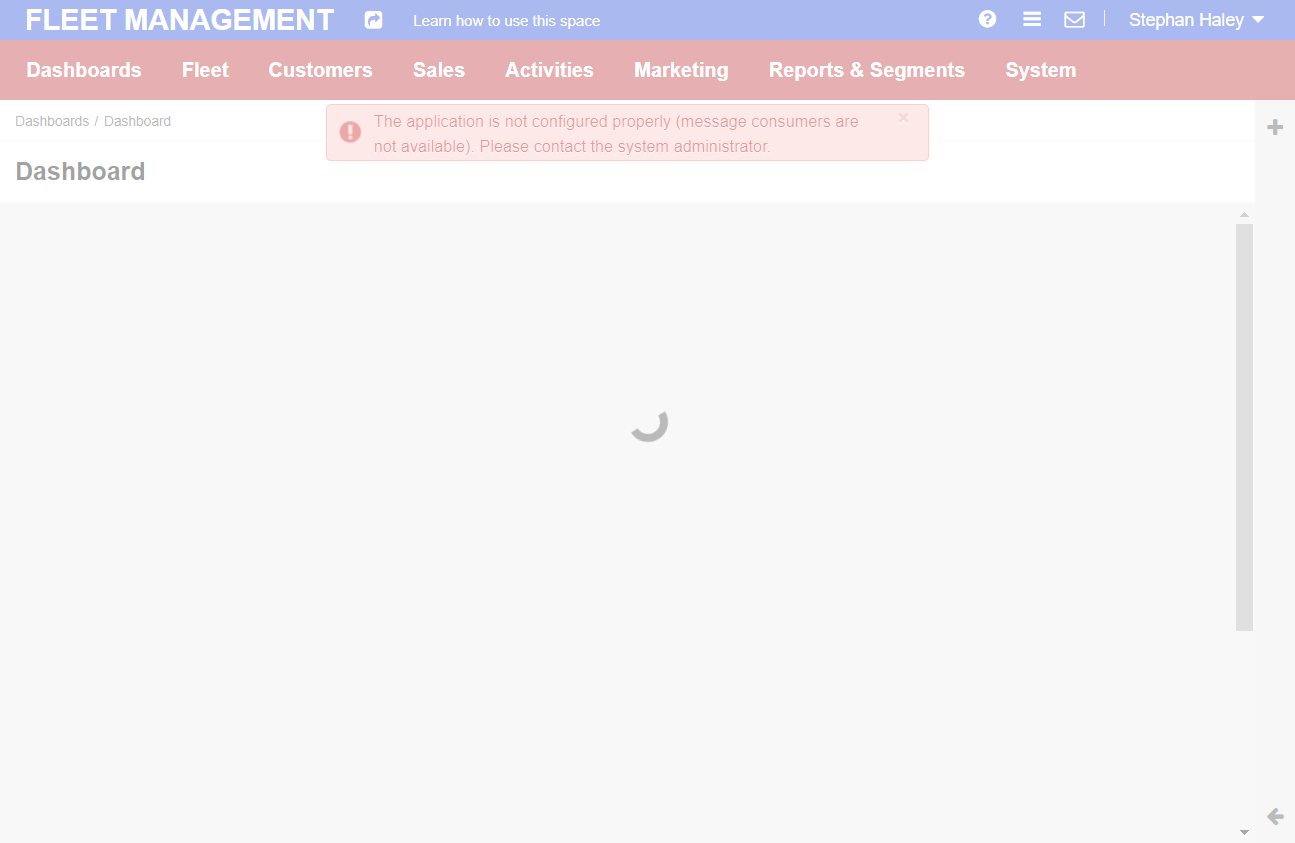 FLEET MANAGEMENT
Learn how to use this space
Stephan Haley
Dashboards Fleet Customers Sales Activities Marketing Reports & Segments System
Dashboards / Dashboard
The application is not configured properly (message consumers are
not available). Please contact the system administrator.
×
Dashboard